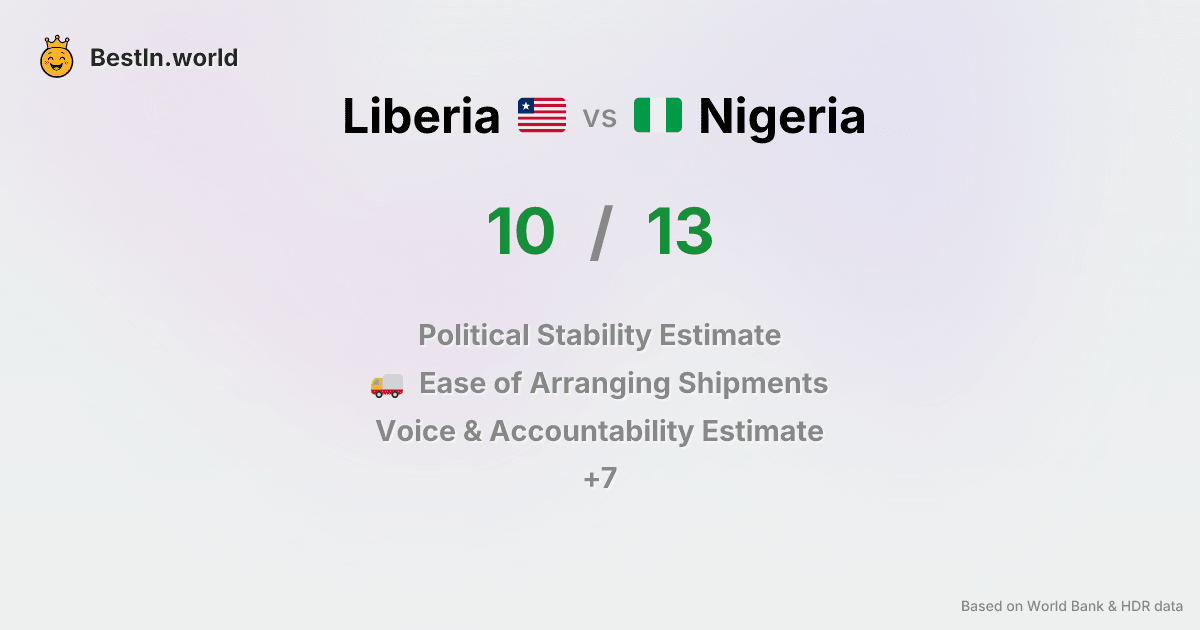 BestIn.world
Liberia vs Nigeria
10 / 13
Political Stability Estimate
Ease of Arranging Shipments
Voice & Accountability Estimate
+7
Based on World Bank & HDR data